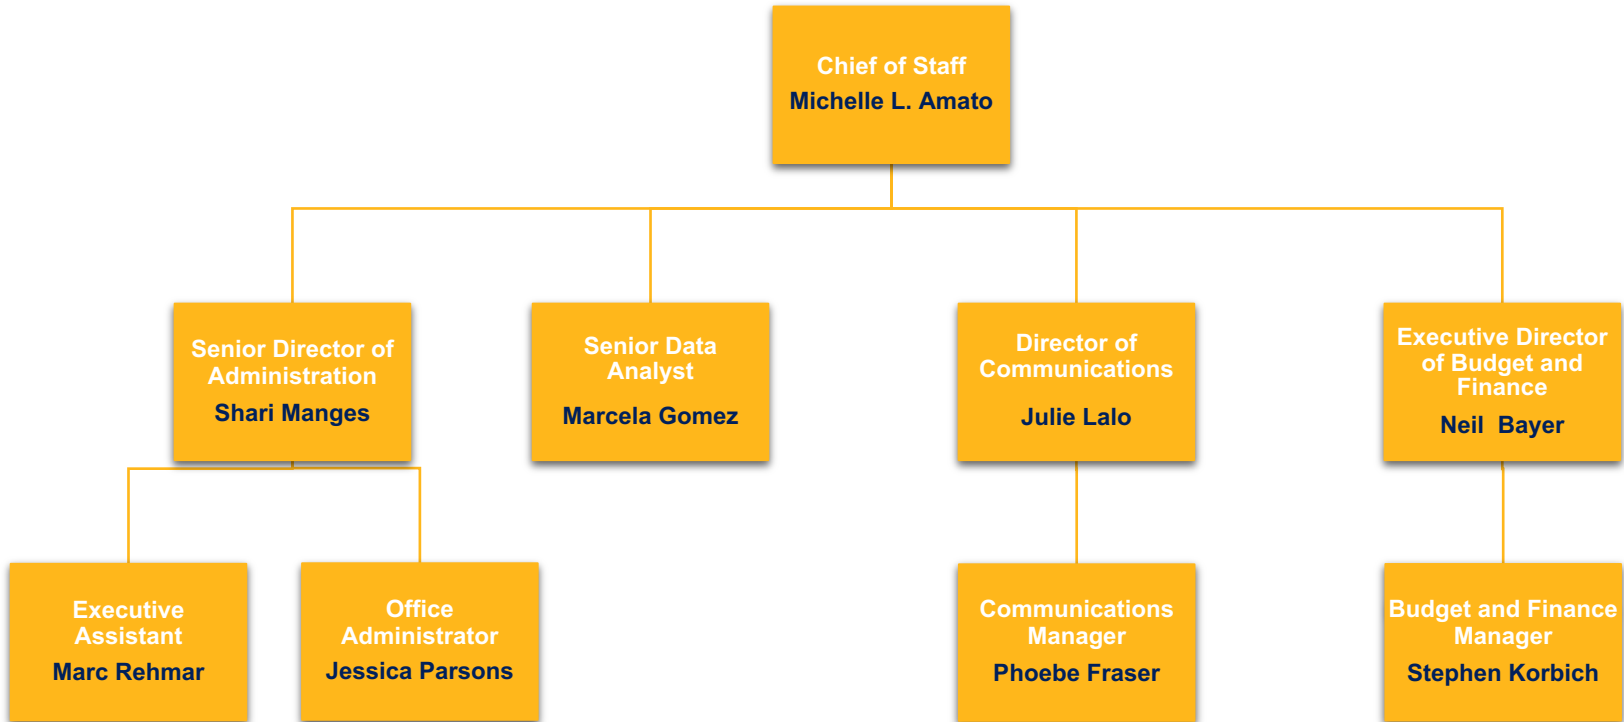 Chief of Staff
Michelle L. Amato
Senior Director of
Administration
Shari Manges
Senior Data
Analyst
Marcela Gomez
Director of
Communications
Julie Lalo
Executive Director
of Budget and
Finance
Neil  Bayer
Executive
Assistant
Marc Rehmar
Office
Administrator
Jessica Parsons
Communications
Manager
Phoebe Fraser
Budget and Finance
Manager
Stephen Korbich